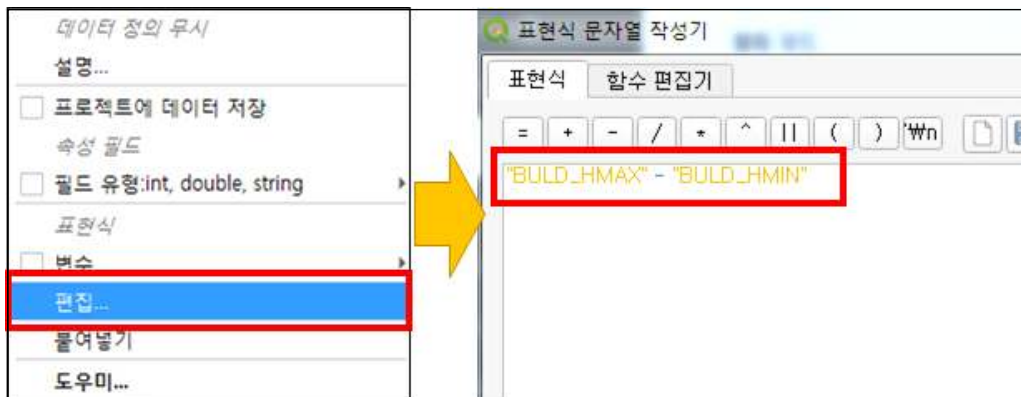 데이터 정의 무시
설명...
프로젝트에 데이터 저장
속성 필드
필드 유형:int, double, string
표현식
변수
편집...
붙여넣기
도우미...
표현식 문자열 작성기
표현식 함수 편집기
= + - / * ^ || ( ) '₩n
"BULD_HMAX" - "BULD_HMIN"